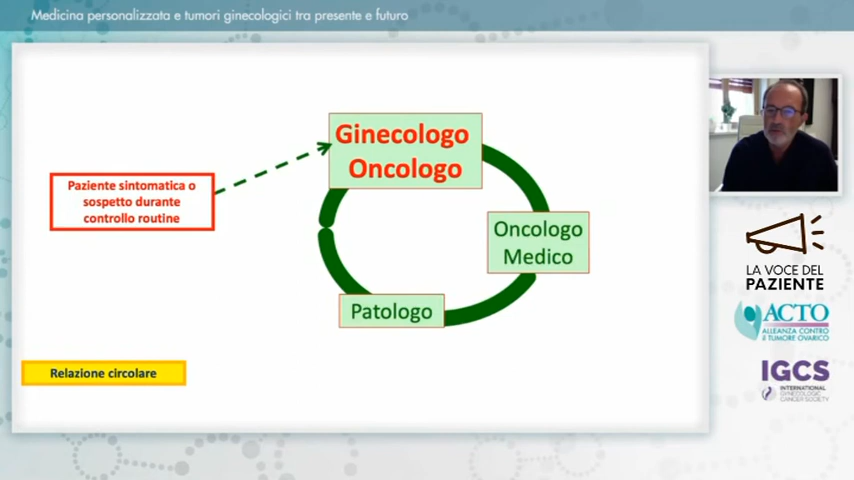 Medicina personalizzata e tumori ginecologici tra presente e futuro
Ginecologo
Oncologo
Paziente sintomatica o
sospetto durante
controllo routine
Oncologo
Medico
Patologo
Relazione circolare
LA VOCE DEL
PAZIENTE
ACTO
ALLEANZA CONTRO
IL TUMORE OVARICO
IGCS
INTERNATIONAL
GYNECOLOGIC
CANCER SOCIETY